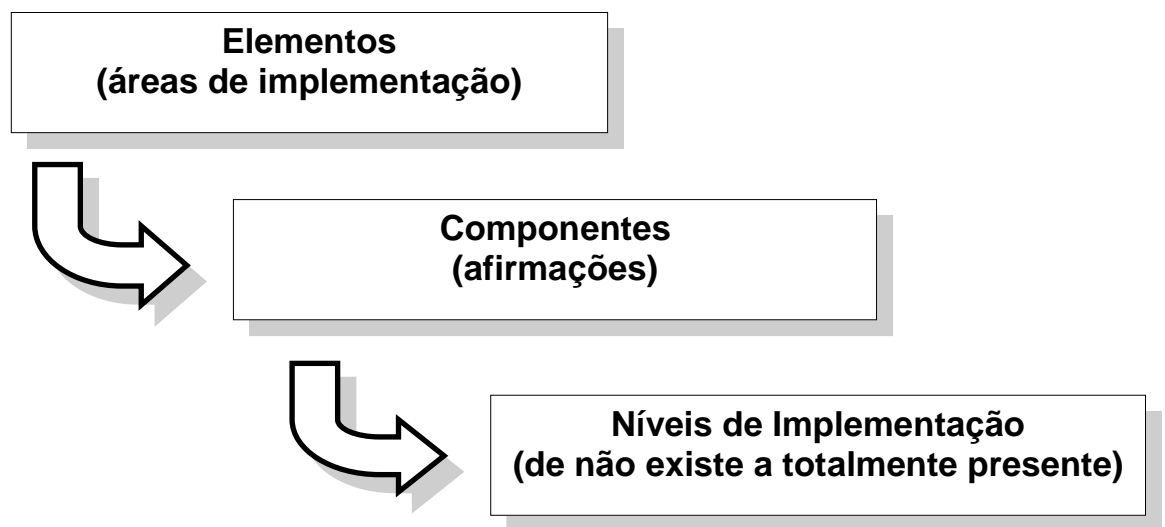 Elementos
(áreas de implementação)
Componentes
(afirmações)
Níveis de Implementação
(de não existe a totalmente presente)